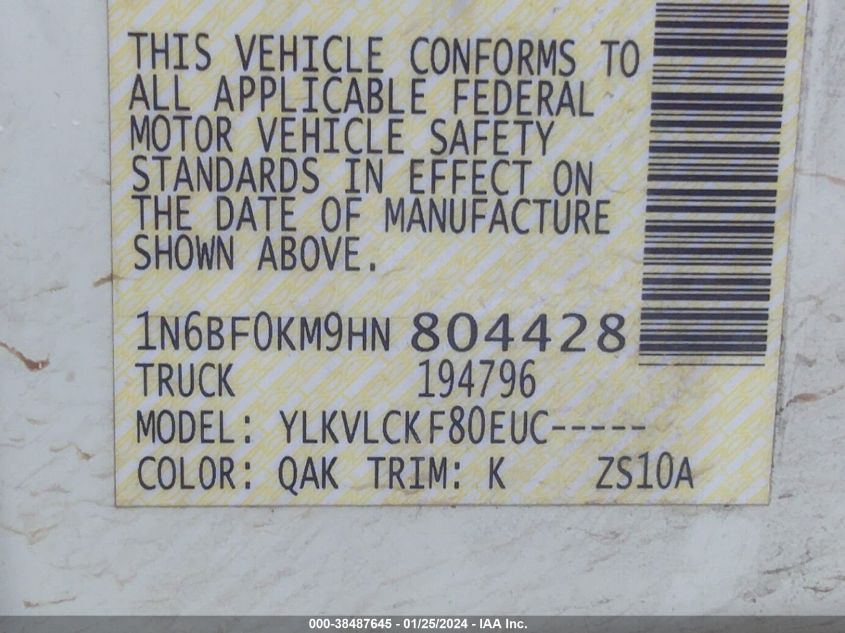 THIS VEHICLE CONFORMS TO
ALL APPLICABLE FEDERAL
MOTOR VEHICLE SAFETY
STANDARDS IN EFFECT ON
THE DATE OF MANUFACTURE
SHOWN ABOVE.
1N6BF0KM9HN 804428
TRUCK 194796
MODEL: YLKVLCKF80EUC-----
COLOR: QAK TRIM: K ZS10A
000-38487645 - 01/25/2024 - IAA Inc.